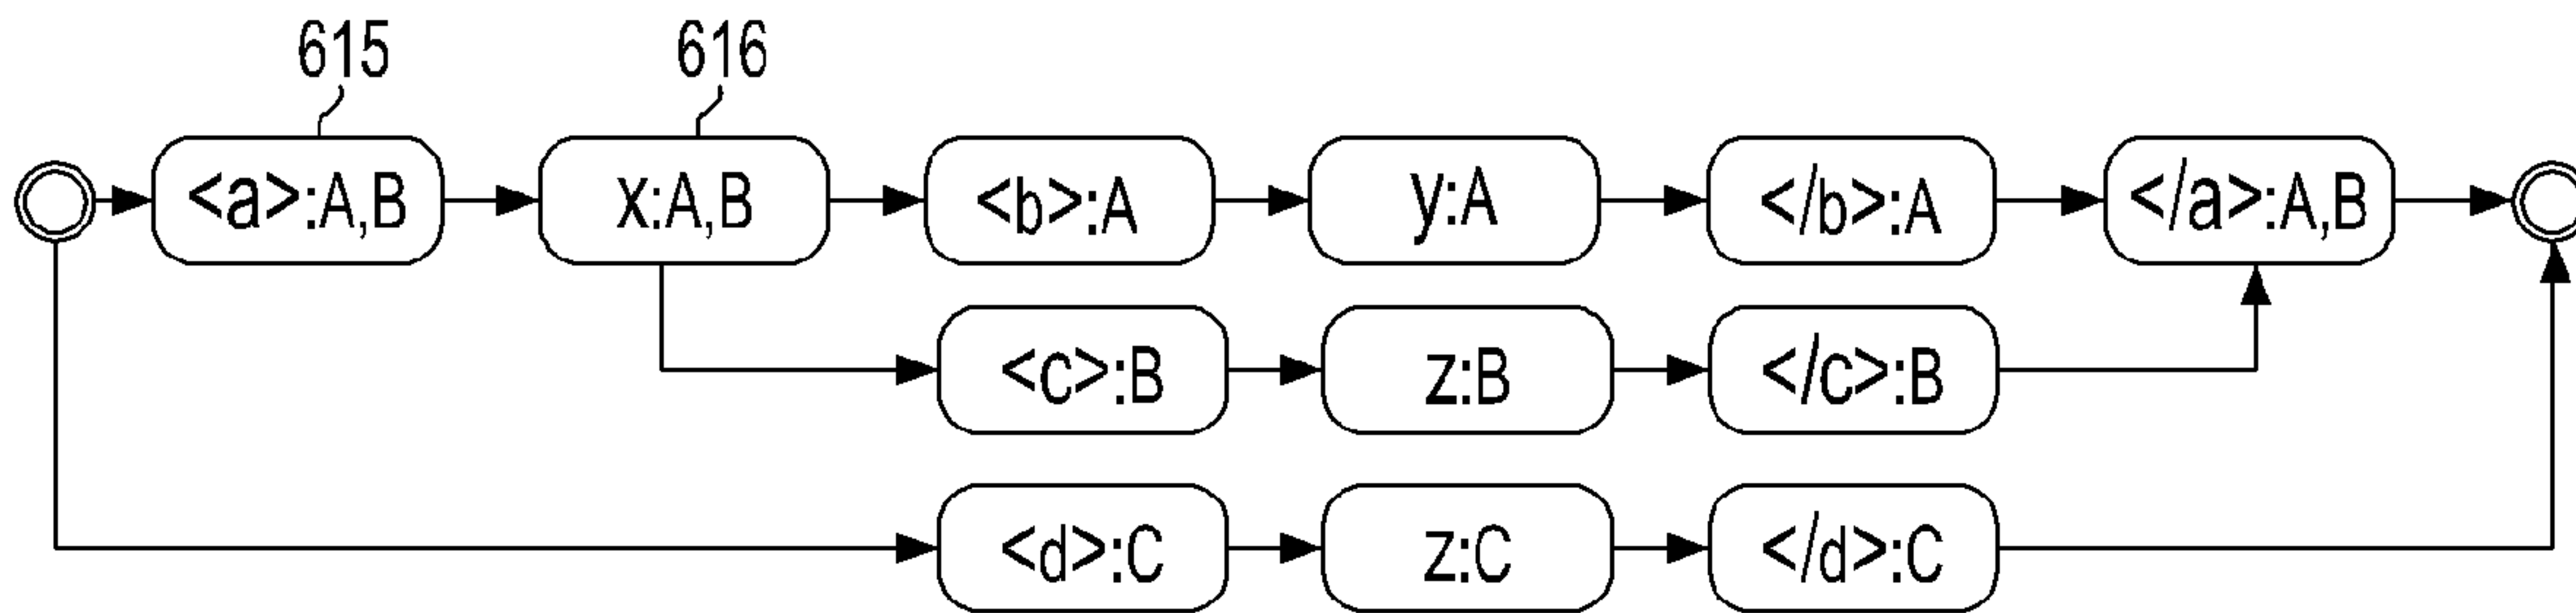 615 616
<a>:A,B x:A,B <b>:A y:A </b>:A </a>:A,B
<c>:B z:B </c>:B
<d>:C z:C </d>:C